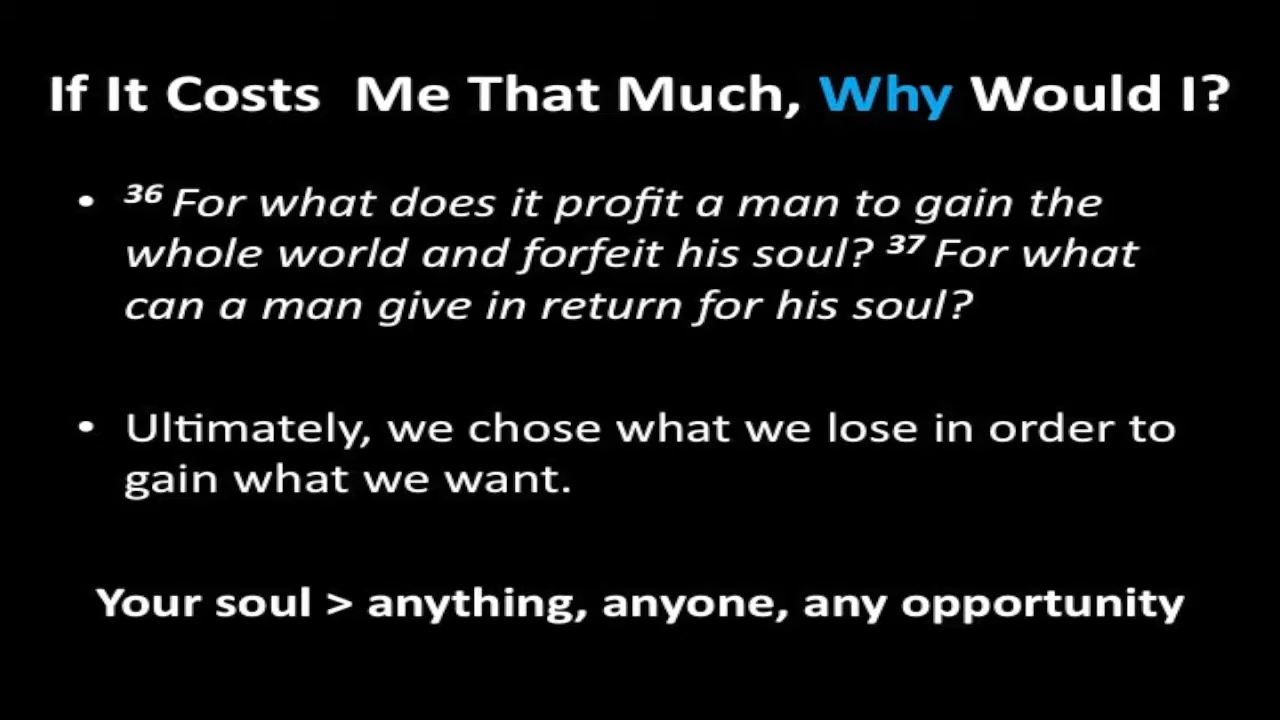 If It Costs  Me That Much, Why Would I?
• ³⁶ For what does it profit a man to gain the
whole world and forfeit his soul? ³⁷ For what
can a man give in return for his soul?
• Ultimately, we chose what we lose in order to
gain what we want.
Your soul > anything, anyone, any opportunity